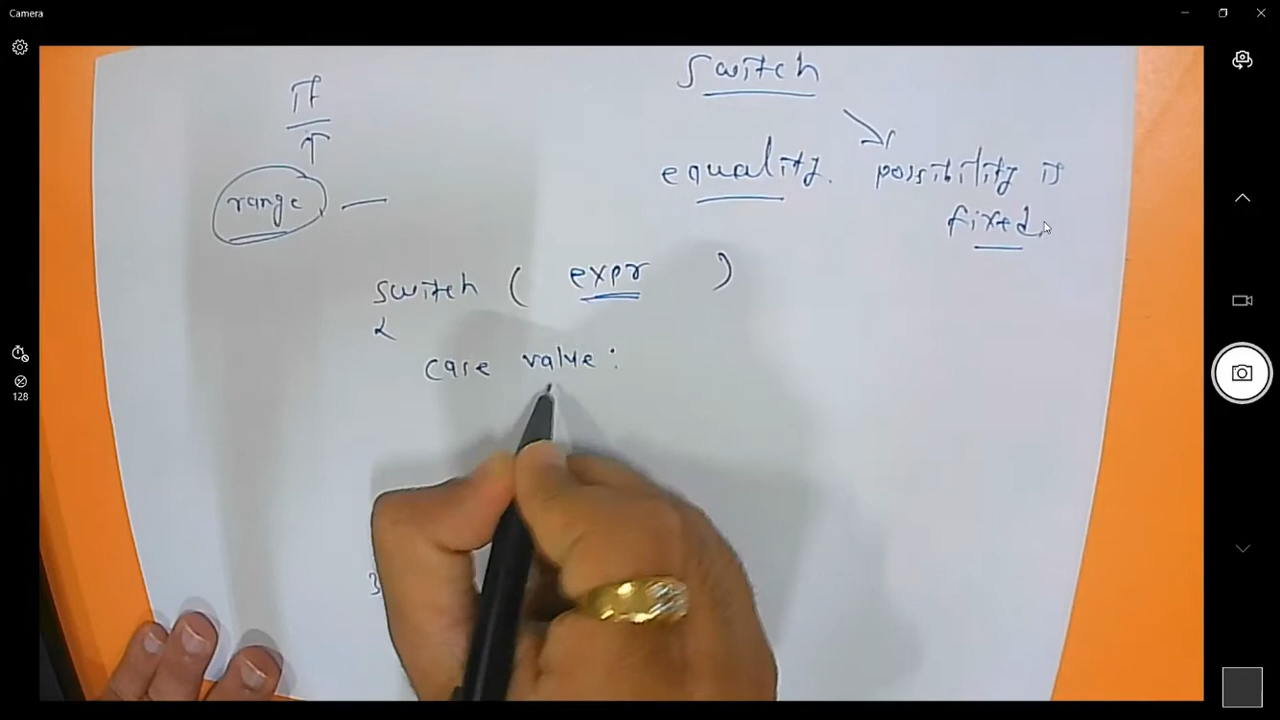 Camera
if
range —
switch
equality. possibility is
fixed.
switch ( expr )
{
case value:
}
128